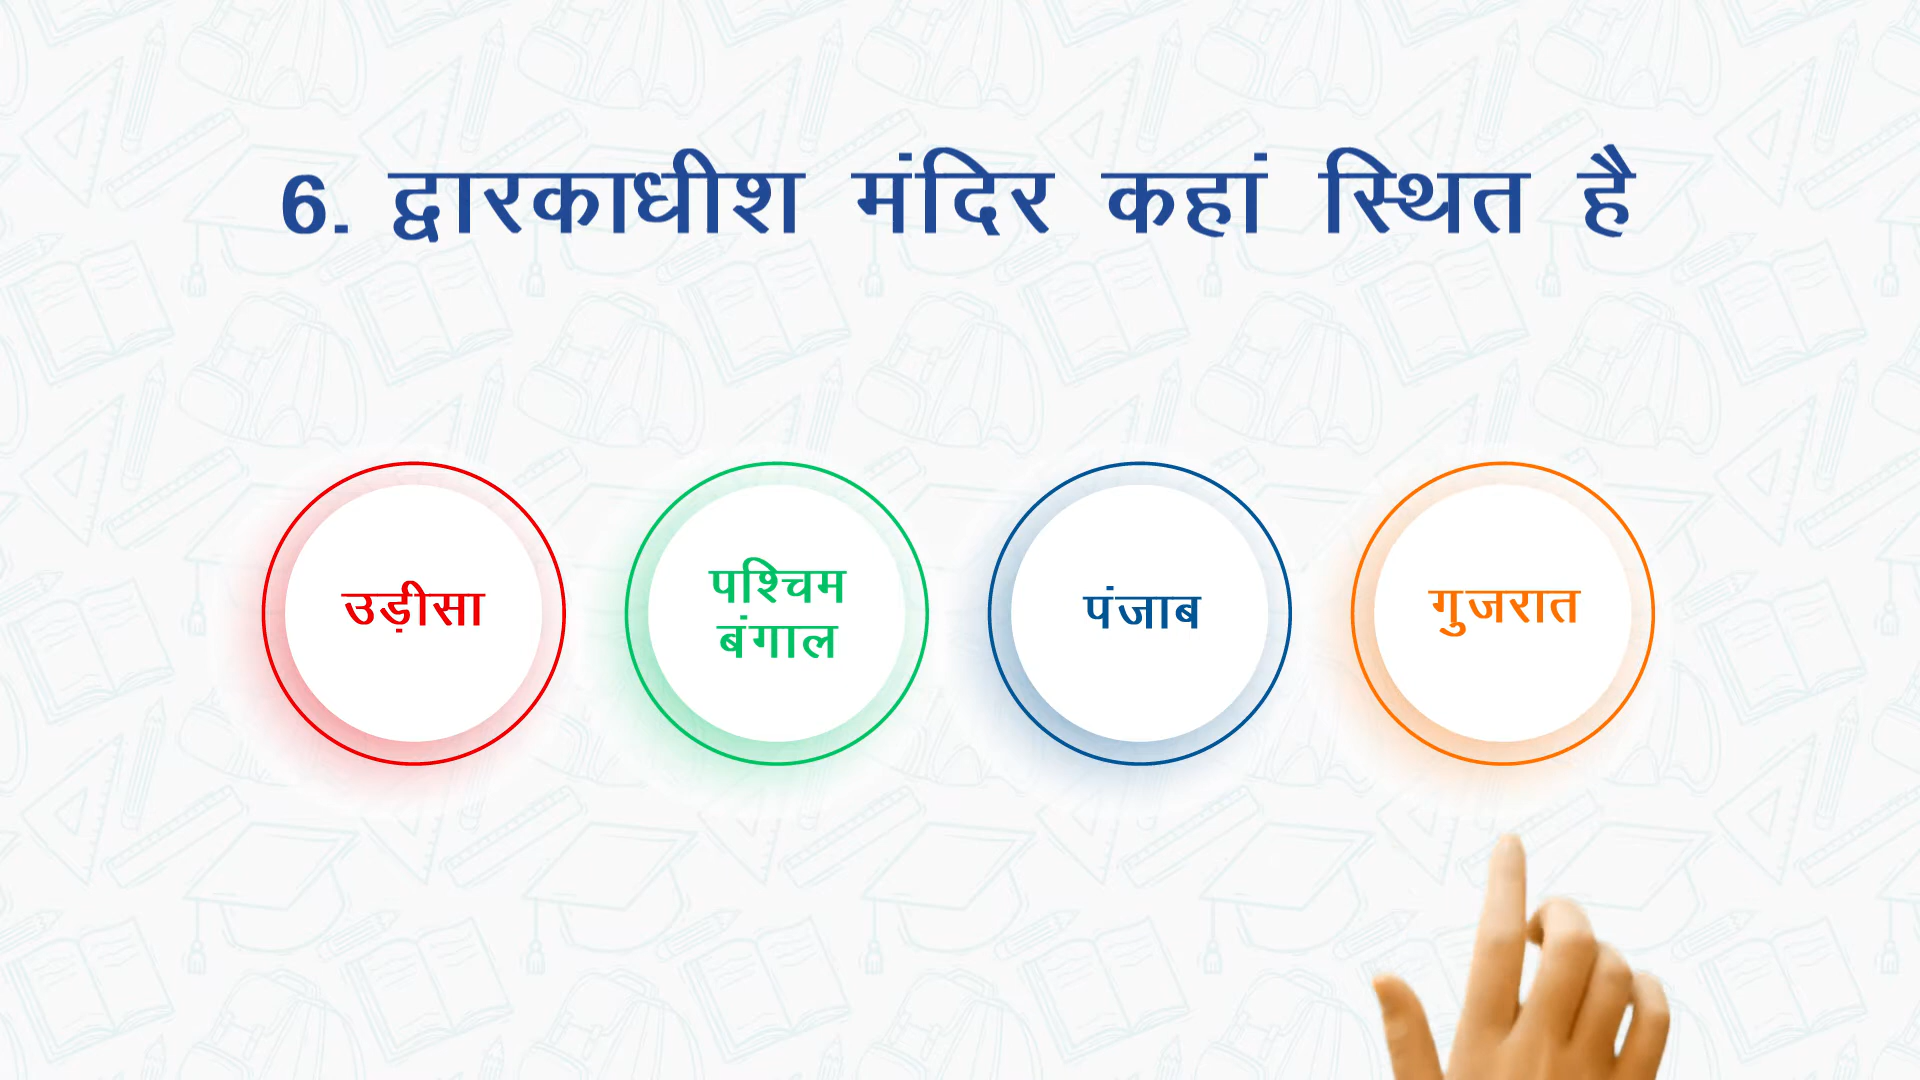 6. द्वारकाधीश मंदिर कहां स्थित है
उड़ीसा
पश्चिम
बंगाल
पंजाब
गुजरात